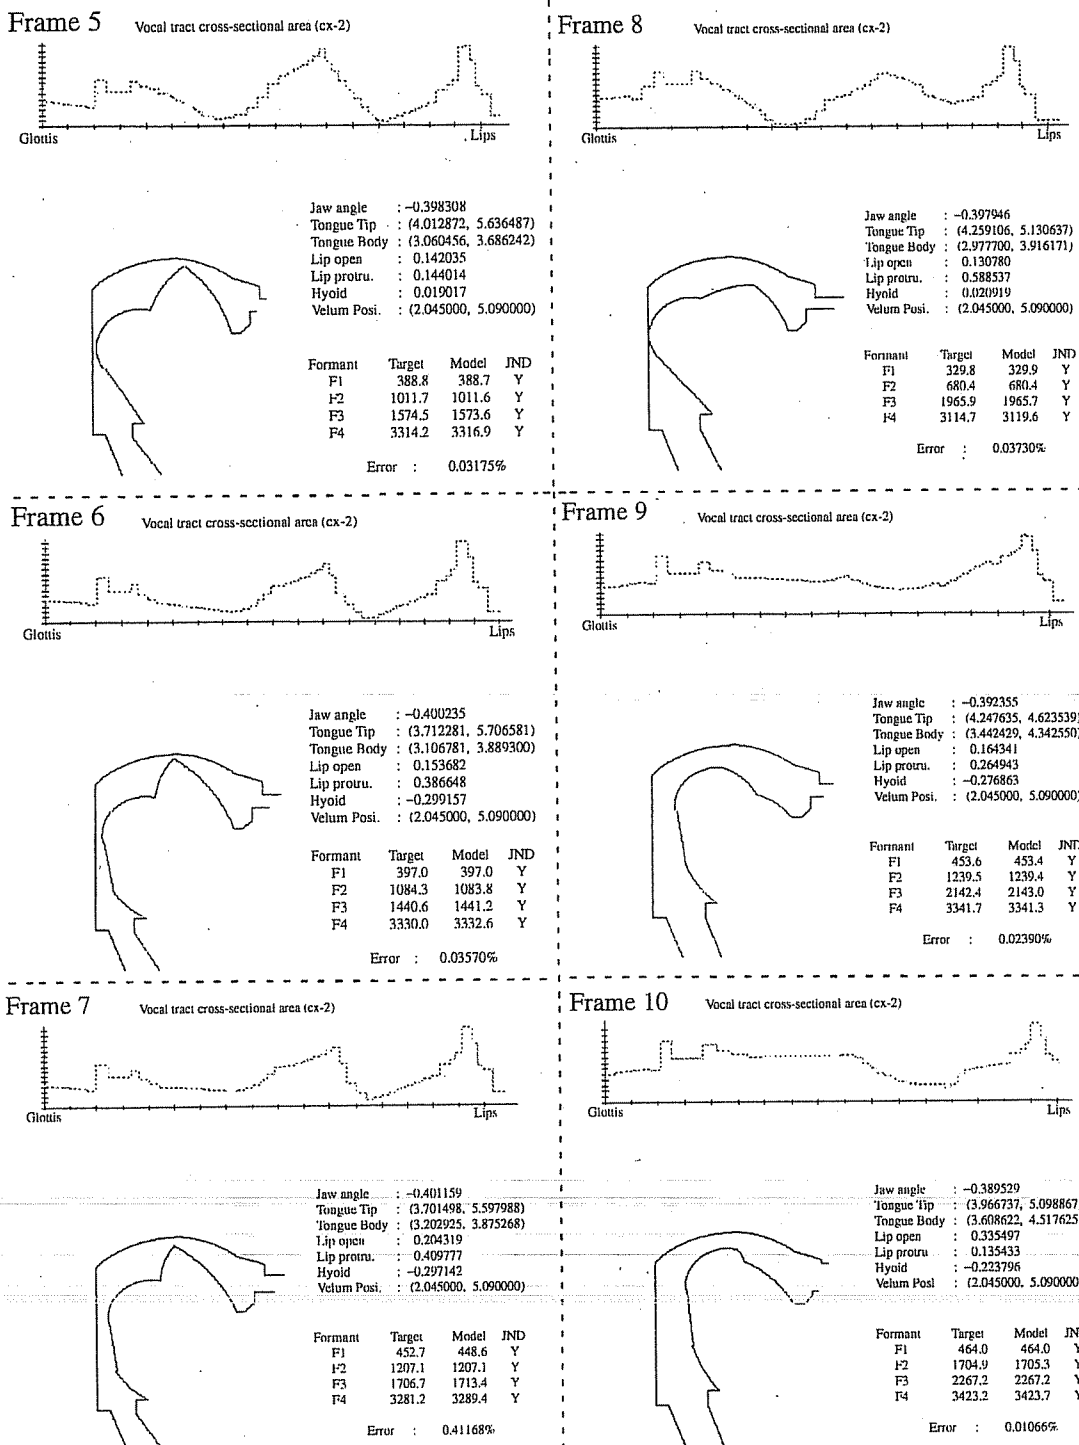 Frame 5 Vocal tract cross-sectional area (cx-2)
Glottis Lips
Jaw angle : -0.398308
Tongue Tip : (4.012872, 5.636487)
Tongue Body : (3.060456, 3.686242)
Lip open : 0.142035
Lip protru. : 0.144014
Hyoid : 0.019017
Velum Posi. : (2.045000, 5.090000)
Formant Target Model JND
F1 388.8 388.7 Y
F2 1011.7 1011.6 Y
F3 1574.5 1573.6 Y
F4 3314.2 3316.9 Y
Error : 0.03175%
Frame 6 Vocal tract cross-sectional area (cx-2)
Glottis Lips
Jaw angle : -0.400235
Tongue Tip : (3.712281, 5.706581)
Tongue Body : (3.106781, 3.889300)
Lip open : 0.153682
Lip protru. : 0.386648
Hyoid : -0.299157
Velum Posi. : (2.045000, 5.090000)
Formant Target Model JND
F1 397.0 397.0 Y
F2 1084.3 1083.8 Y
F3 1440.6 1441.2 Y
F4 3330.0 3332.6 Y
Error : 0.03570%
Frame 7 Vocal tract cross-sectional area (cx-2)
Glottis Lips
Jaw angle : -0.401159
Tongue Tip : (3.701498, 5.597988)
Tongue Body : (3.202925, 3.875268)
Lip open : 0.204319
Lip protru. : 0.409777
Hyoid : -0.297142
Velum Posi. : (2.045000, 5.090000)
Formant Target Model JND
F1 452.7 448.6 Y
F2 1207.1 1207.1 Y
F3 1706.7 1713.4 Y
F4 3281.2 3289.4 Y
Error : 0.41168%
Frame 8 Vocal tract cross-sectional area (cx-2)
Glottis Lips
Jaw angle : -0.397946
Tongue Tip : (4.259106, 5.130637)
Tongue Body : (2.977700, 3.916171)
Lip open : 0.130780
Lip protru. : 0.588537
Hyoid : 0.020919
Velum Posi. : (2.045000, 5.090000)
Formant Target Model JND
F1 329.8 329.9 Y
F2 680.4 680.4 Y
F3 1965.9 1965.7 Y
F4 3114.7 3119.6 Y
Error : 0.03730%
Frame 9 Vocal tract cross-sectional area (cx-2)
Glottis Lips
Jaw angle : -0.392355
Tongue Tip : (4.247635, 4.623539)
Tongue Body : (3.442429, 4.342550)
Lip open : 0.164341
Lip protru. : 0.264943
Hyoid : -0.276863
Velum Posi. : (2.045000, 5.090000)
Formant Target Model JND
F1 453.6 453.4 Y
F2 1239.5 1239.4 Y
F3 2142.4 2143.0 Y
F4 3341.7 3341.3 Y
Error : 0.02390%
Frame 10 Vocal tract cross-sectional area (cx-2)
Glottis Lips
Jaw angle : -0.389529
Tongue Tip : (3.966737, 5.098867
Tongue Body : (3.608622, 4.517625
Lip open : 0.335497
Lip protru : 0.135433
Hyoid : -0.223796
Velum Posi : (2.045000, 5.090000
Formant Target Model JN
F1 464.0 464.0 Y
F2 1704.9 1705.3 Y
F3 2267.2 2267.2 Y
F4 3423.2 3423.7 Y
Error : 0.01066%